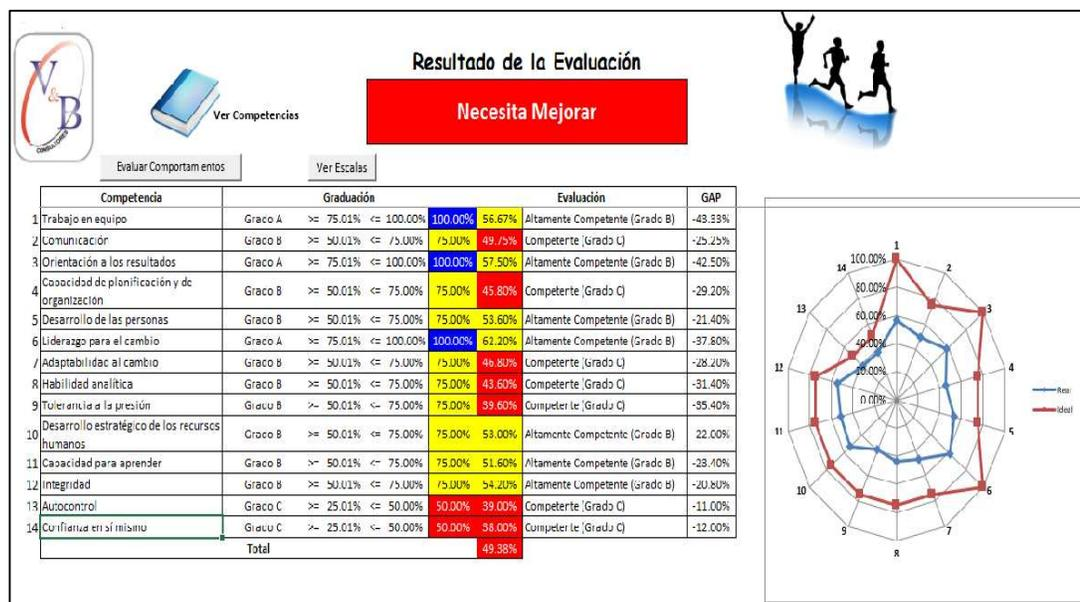 V&B
CONSULTORES
Ver Competencias
Resultado de la Evaluación
Necesita Mejorar
Evaluar Comportamientos
Ver Escalas
Competencia Graduación Evaluación GAP
1 Trabajo en equipo Grado A >= 75.01% <= 100.00% 100.00% 56.67% Altamente Competente (Grado B) -43.33%
2 Comunicación Grado B >= 50.01% <= 75.00% 75.00% 49.75% Competente (Grado C) -25.25%
3 Orientación a los resultados Grado A >= 75.01% <= 100.00% 100.00% 57.50% Altamente Competente (Grado B) -42.50%
4 Capacidad de planificación y de
organización Grado B >= 50.01% <= 75.00% 75.00% 45.80% Competente (Grado C) -29.20%
5 Desarrollo de las personas Grado B >= 50.01% <= 75.00% 75.00% 53.60% Altamente Competente (Grado B) -21.40%
6 Liderazgo para el cambio Grado A >= 75.01% <= 100.00% 100.00% 62.20% Altamente Competente (Grado B) -37.80%
7 Adaptabilidad al cambio Grado B >= 50.01% <= 75.00% 75.00% 46.80% Competente (Grado C) -28.20%
8 Habilidad analítica Grado B >= 50.01% <= 75.00% 75.00% 43.60% Competente (Grado C) -31.40%
9 Tolerancia a la presión Grado B >= 50.01% <= 75.00% 75.00% 39.60% Competente (Grado C) -35.40%
10 Desarrollo estratégico de los recursos
humanos Grado B >= 50.01% <= 75.00% 75.00% 53.00% Altamente Competente (Grado B) 22.00%
11 Capacidad para aprender Grado B >= 50.01% <= 75.00% 75.00% 51.60% Altamente Competente (Grado B) -23.40%
12 Integridad Grado B >= 50.01% <= 75.00% 75.00% 54.20% Altamente Competente (Grado B) -20.80%
13 Autocontrol Grado C >= 25.01% <= 50.00% 50.00% 39.00% Competente (Grado C) -11.00%
14 Confianza en sí mismo Grado C >= 25.01% <= 50.00% 50.00% 38.00% Competente (Grado C) -12.00%
Total 49.38%
1
2
3
4
5
6
7
8
9
10
11
12
13
14
100.00%
80.00%
60.00%
40.00%
20.00%
0.00%
Real
Ideal